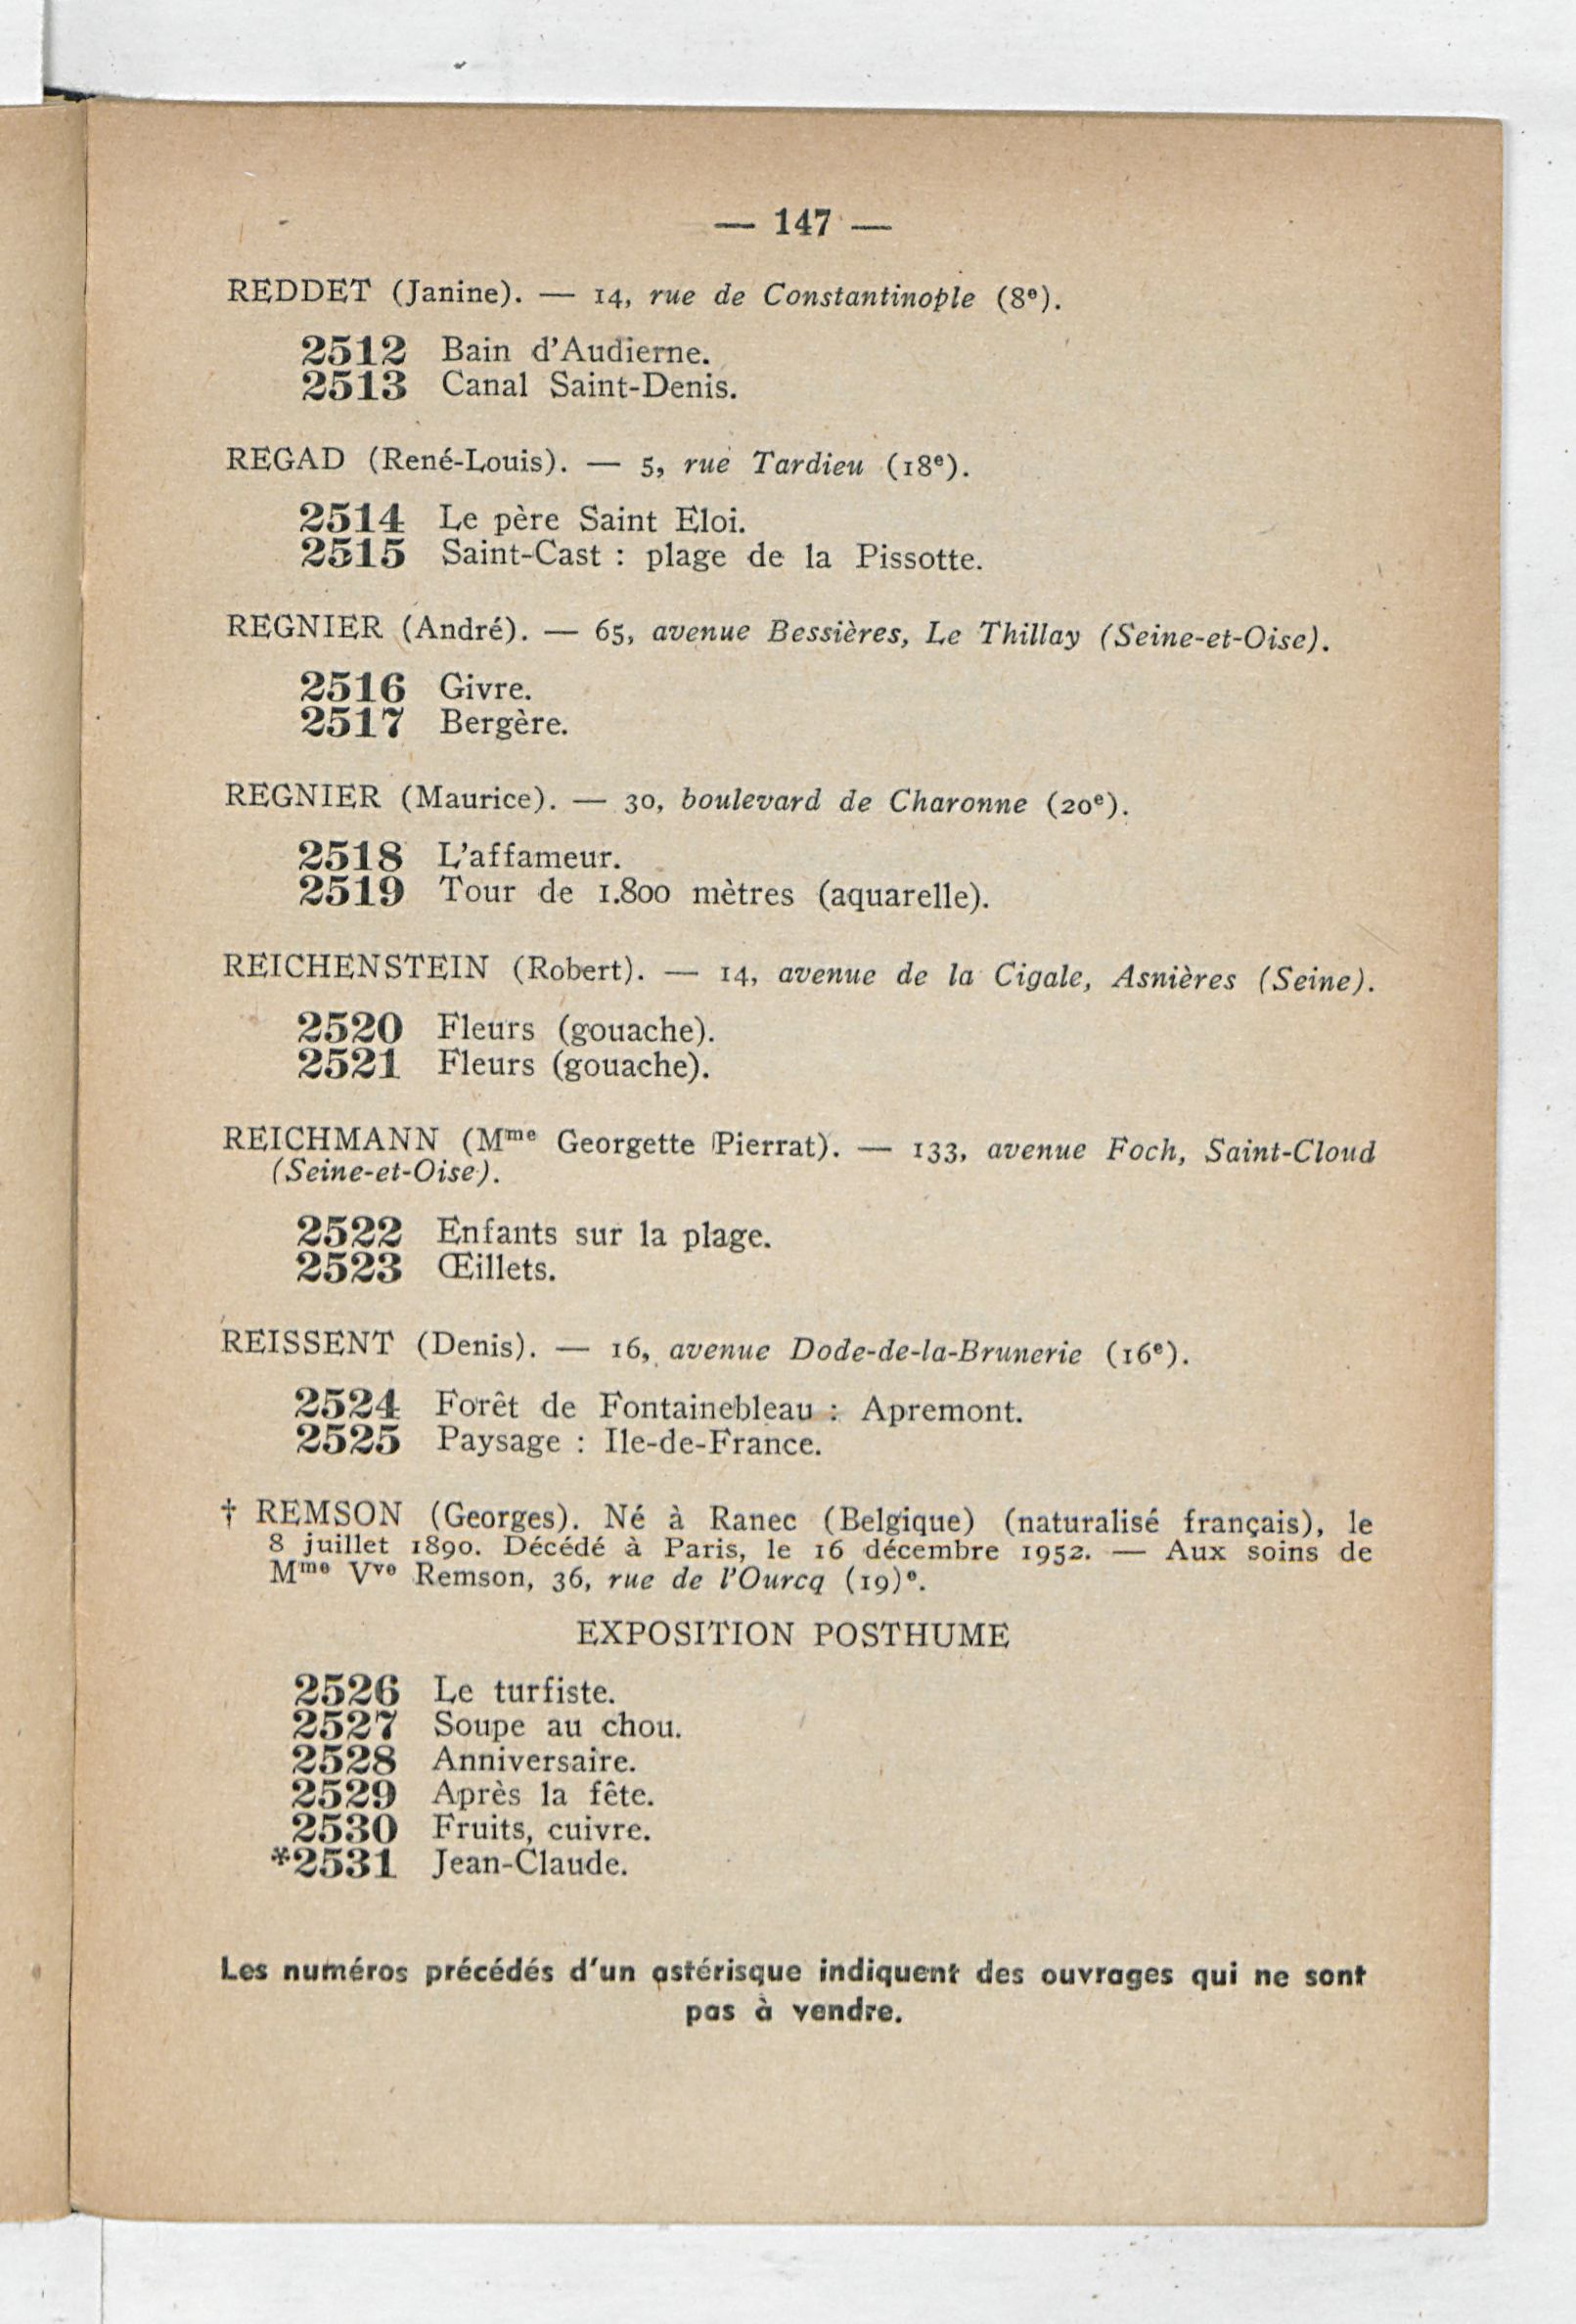 — 147 —
REDDET (Janine). — 14, rue de Constantinople (8e).
2512 Bain d'Audierne.
2513 Canal Saint-Denis.
REGAD (René-Louis). — 5, rue Tardieu (18e).
2514 Le père Saint Eloi.
2515 Saint-Cast : plage de la Pissotte.
REGNIER (André). — 65, avenue Bessières, Le Thillay (Seine-et-Oise).
2516 Givre.
2517 Bergère.
REGNIER (Maurice). — 30, boulevard de Charonne (20e).
2518 L'affameur.
2519 Tour de 1.800 mètres (aquarelle).
REICHENSTEIN (Robert). — 14, avenue de la Cigale, Asnières (Seine).
2520 Fleurs (gouache).
2521 Fleurs (gouache).
REICHMANN (Mme Georgette Pierrat). — 133, avenue Foch, Saint-Cloud
(Seine-et-Oise).
2522 Enfants sur la plage.
2523 Œillets.
REISSENT (Denis). — 16, avenue Dode-de-la-Brunerie (16e).
2524 Forêt de Fontainebleau : Apremont.
2525 Paysage : Ile-de-France.
† REMSON (Georges). Né à Ranec (Belgique) (naturalisé français), le
8 juillet 1890. Décédé à Paris, le 16 décembre 1952. — Aux soins de
Mme Vve Remson, 36, rue de l'Ourcq (19)e.
EXPOSITION POSTHUME
2526 Le turfiste.
2527 Soupe au chou.
2528 Anniversaire.
2529 Après la fête.
2530 Fruits, cuivre.
*2531 Jean-Claude.
Les numéros précédés d'un astérisque indiquent des ouvrages qui ne sont
pas à vendre.